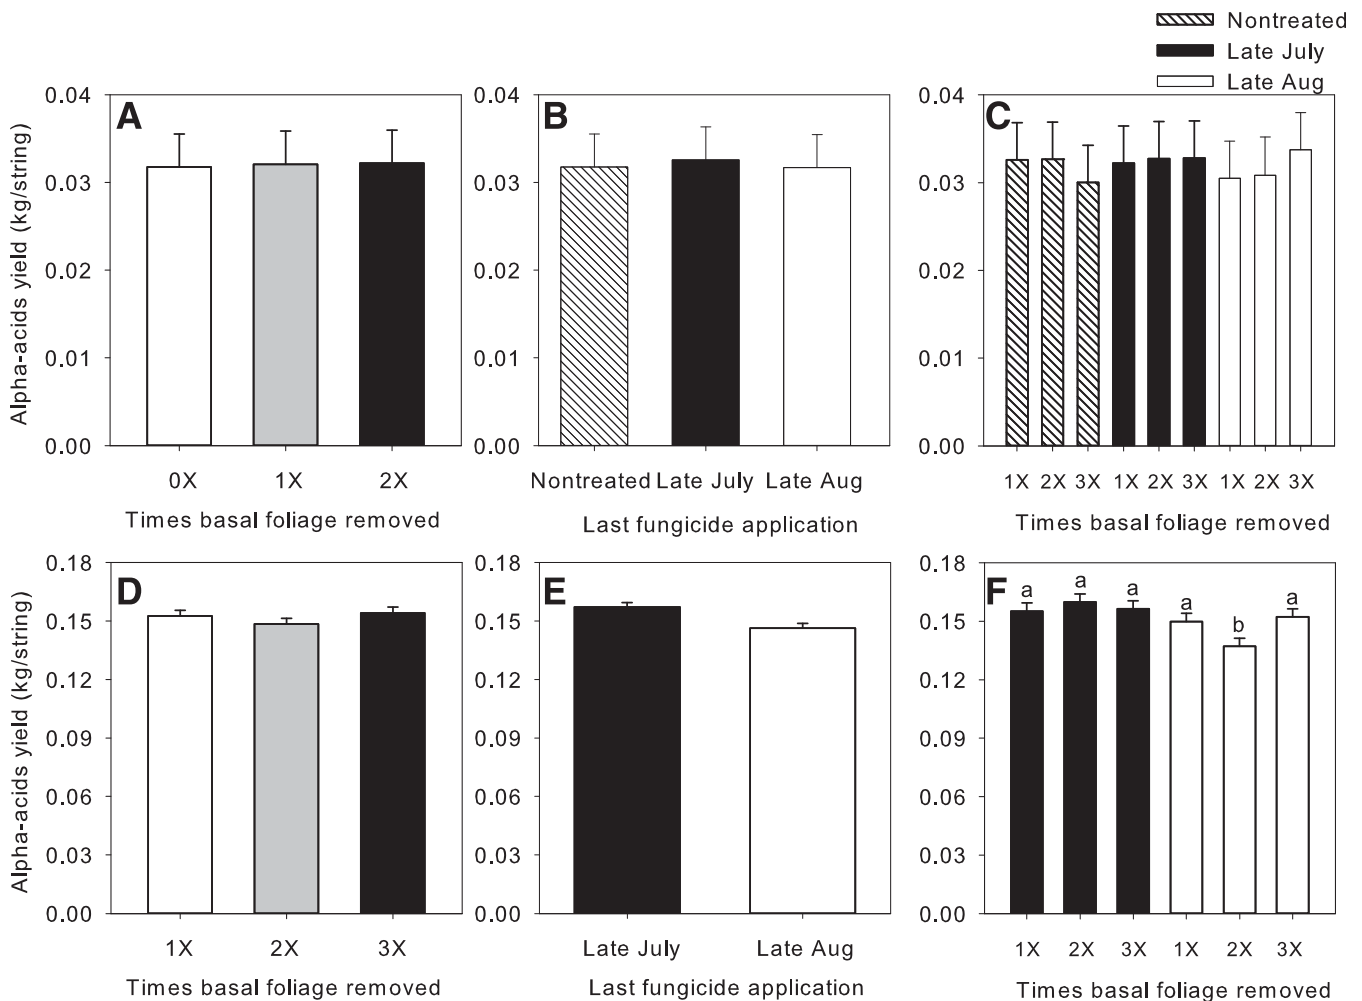 Nontreated
Late July
Late Aug
A
Alpha-acids yield (kg/string)
0.04
0.03
0.02
0.01
0.00
0X 1X 2X
Times basal foliage removed
B
0.04
0.03
0.02
0.01
0.00
Nontreated Late July Late Aug
Last fungicide application
C
0.04
0.03
0.02
0.01
0.00
1X 2X 3X 1X 2X 3X 1X 2X 3X
Times basal foliage removed
D
Alpha-acids yield (kg/string)
0.18
0.15
0.12
0.09
0.06
0.03
0.00
1X 2X 3X
Times basal foliage removed
E
0.18
0.15
0.12
0.09
0.06
0.03
0.00
Late July Late Aug
Last fungicide application
F
0.18
0.15
0.12
0.09
0.06
0.03
0.00
a a a a b a
1X 2X 3X 1X 2X 3X
Times basal foliage removed